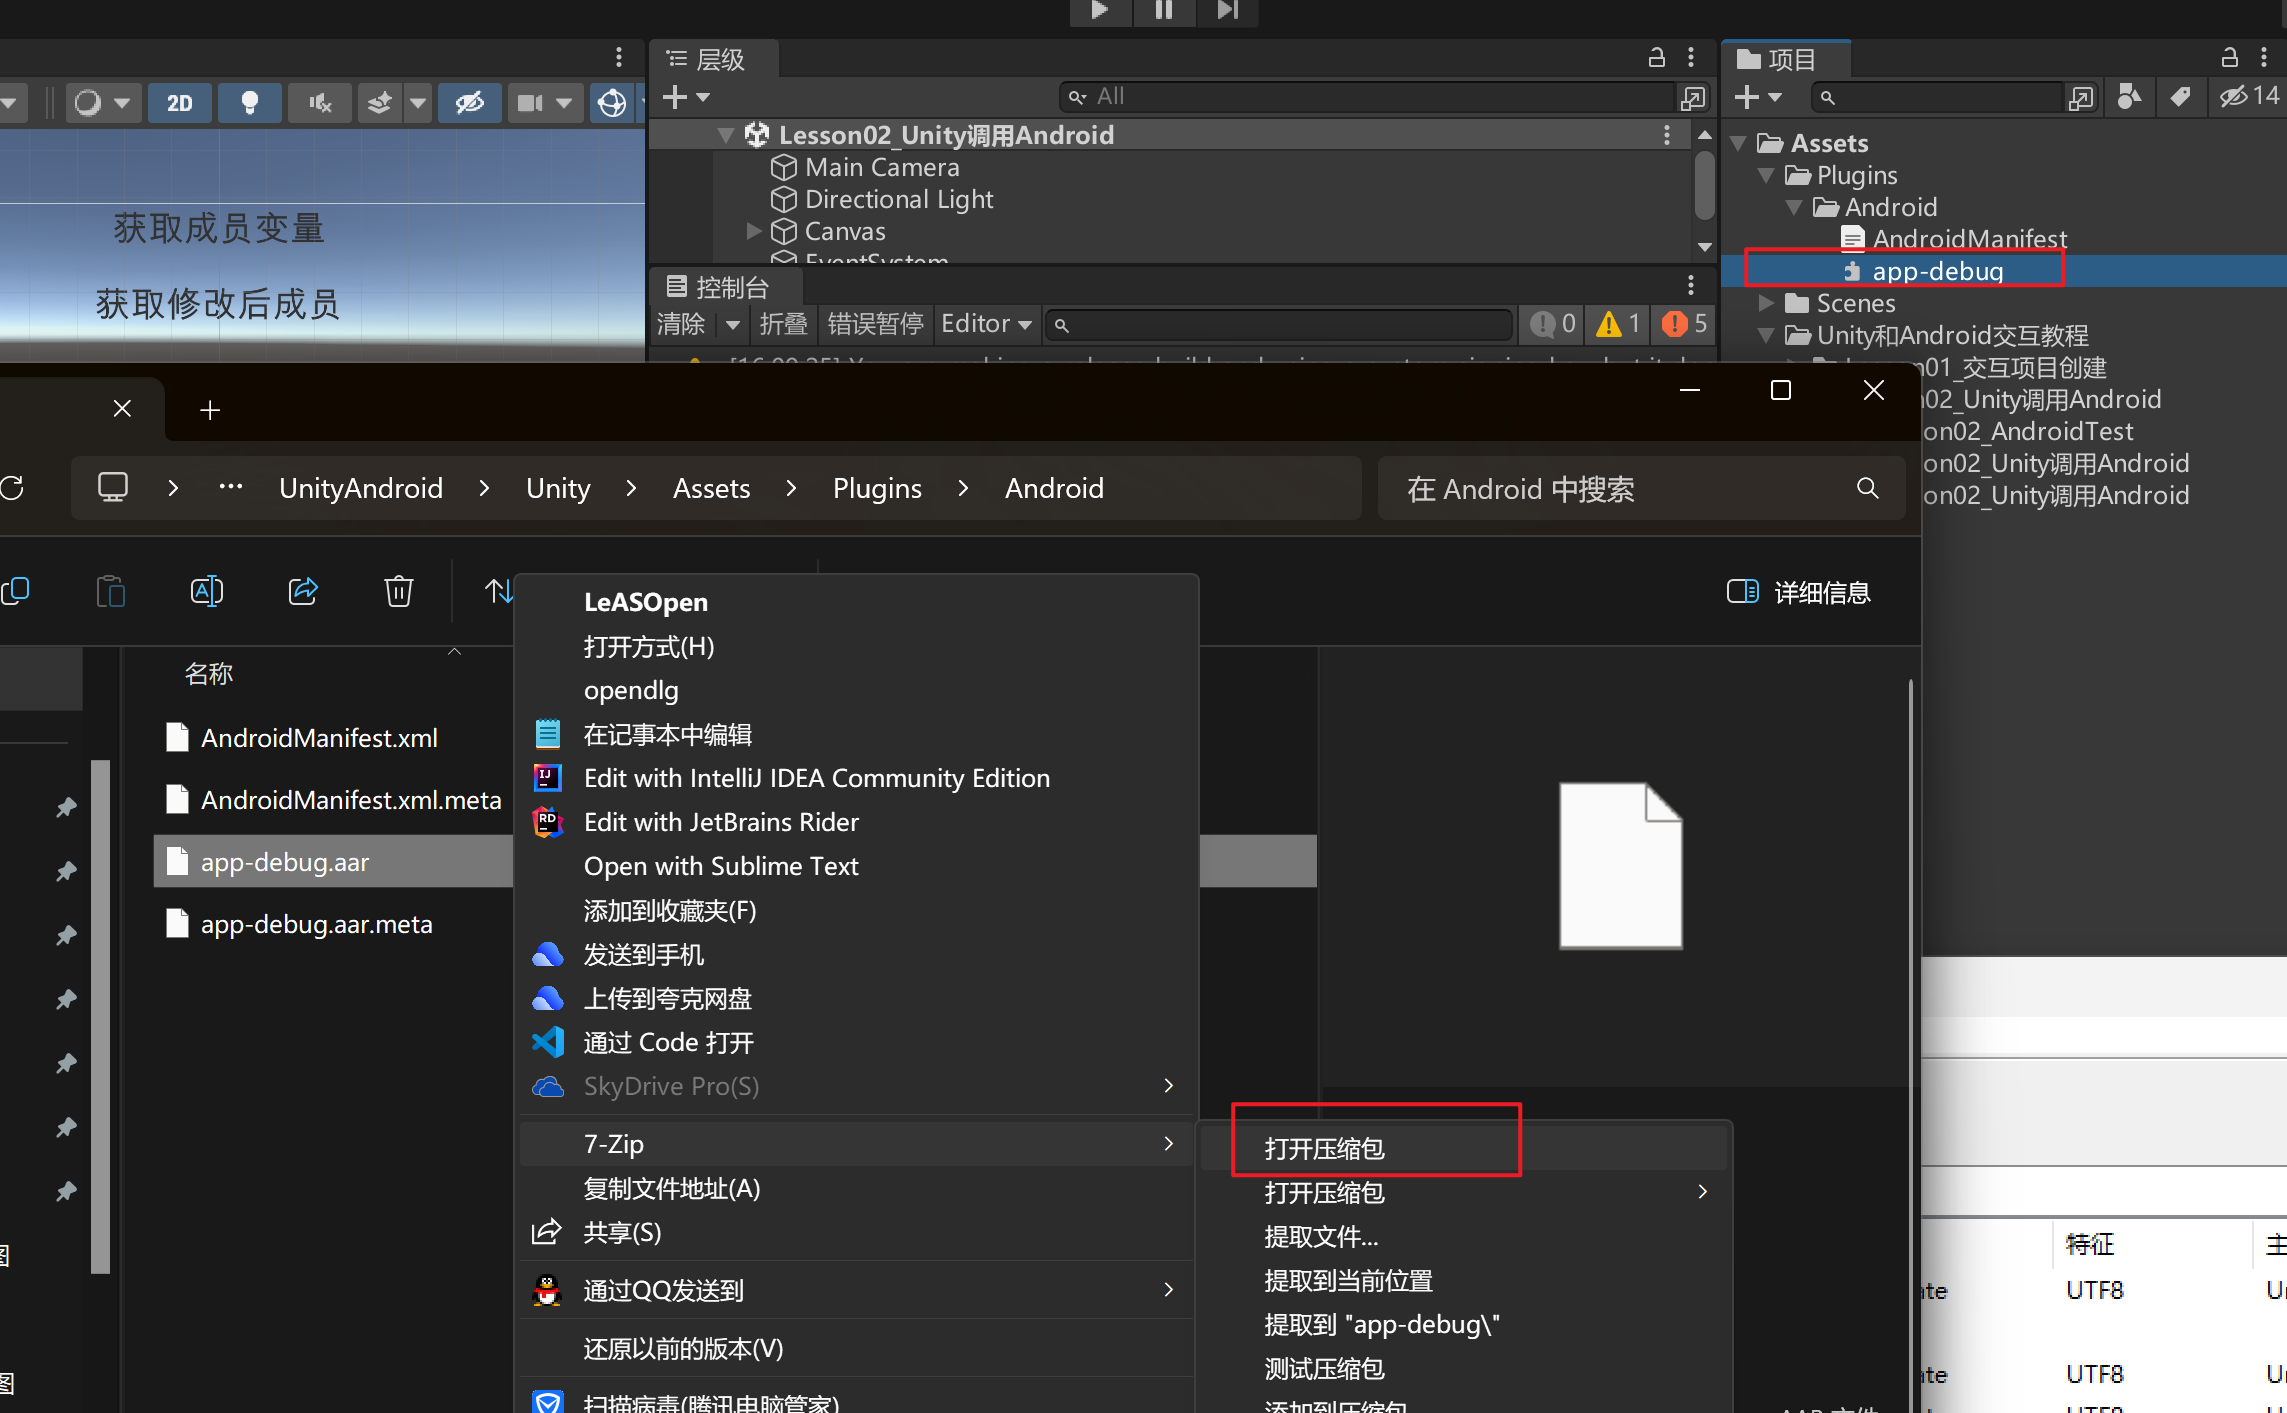 层级
项目
2D
All
14
Lesson02_Unity调用Android
Main Camera
Directional Light
Canvas
EventSystem
Assets
Plugins
Android
AndroidManifest
app-debug
Scenes
Unity和Android交互教程
获取成员变量
获取修改后成员
控制台
清除
折叠
错误暂停
Editor
0
1
5
n01_交互项目创建
n02_Unity调用Android
on02_AndroidTest
on02_Unity调用Android
on02_Unity调用Android
UnityAndroid
Unity
Assets
Plugins
Android
在 Android 中搜索
详细信息
名称
AndroidManifest.xml
AndroidManifest.xml.meta
app-debug.aar
app-debug.aar.meta
LeASOpen
打开方式(H)
opendlg
在记事本中编辑
Edit with IntelliJ IDEA Community Edition
Edit with JetBrains Rider
Open with Sublime Text
添加到收藏夹(F)
发送到手机
上传到夸克网盘
通过 Code 打开
SkyDrive Pro(S)
7-Zip
复制文件地址(A)
共享(S)
通过QQ发送到
还原以前的版本(V)
扫描病毒(腾讯电脑管家)
打开压缩包
打开压缩包
提取文件...
提取到当前位置
提取到 "app-debug\"
测试压缩包
添加到压缩包
图
图
特征
主
ate
UTF8
Un
ate
UTF8
Un
UTF8
AAR 文件